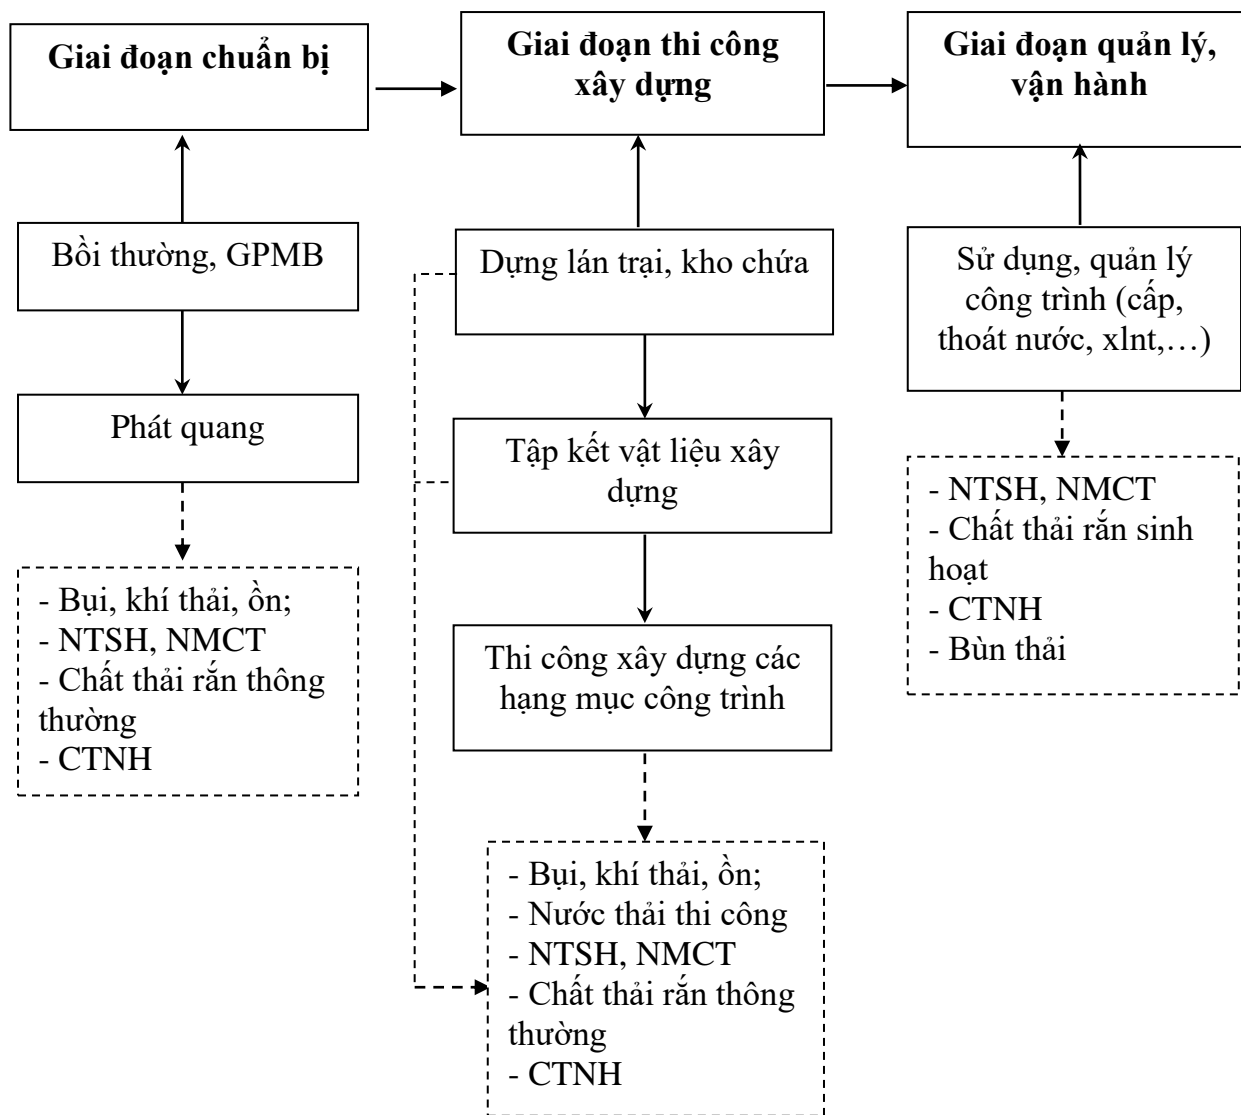 Giai đoạn chuẩn bị
Giai đoạn thi công
xây dựng
Giai đoạn quản lý,
vận hành
Bồi thường, GPMB
Dựng lán trại, kho chứa
Sử dụng, quản lý
công trình (cấp,
thoát nước, xlnt,…)
Phát quang
Tập kết vật liệu xây
dựng
- NTSH, NMCT
- Chất thải rắn sinh
hoạt
- CTNH
- Bùn thải
- Bụi, khí thải, ồn;
- NTSH, NMCT
- Chất thải rắn thông
thường
- CTNH
Thi công xây dựng các
hạng mục công trình
- Bụi, khí thải, ồn;
- Nước thải thi công
- NTSH, NMCT
- Chất thải rắn thông
thường
- CTNH